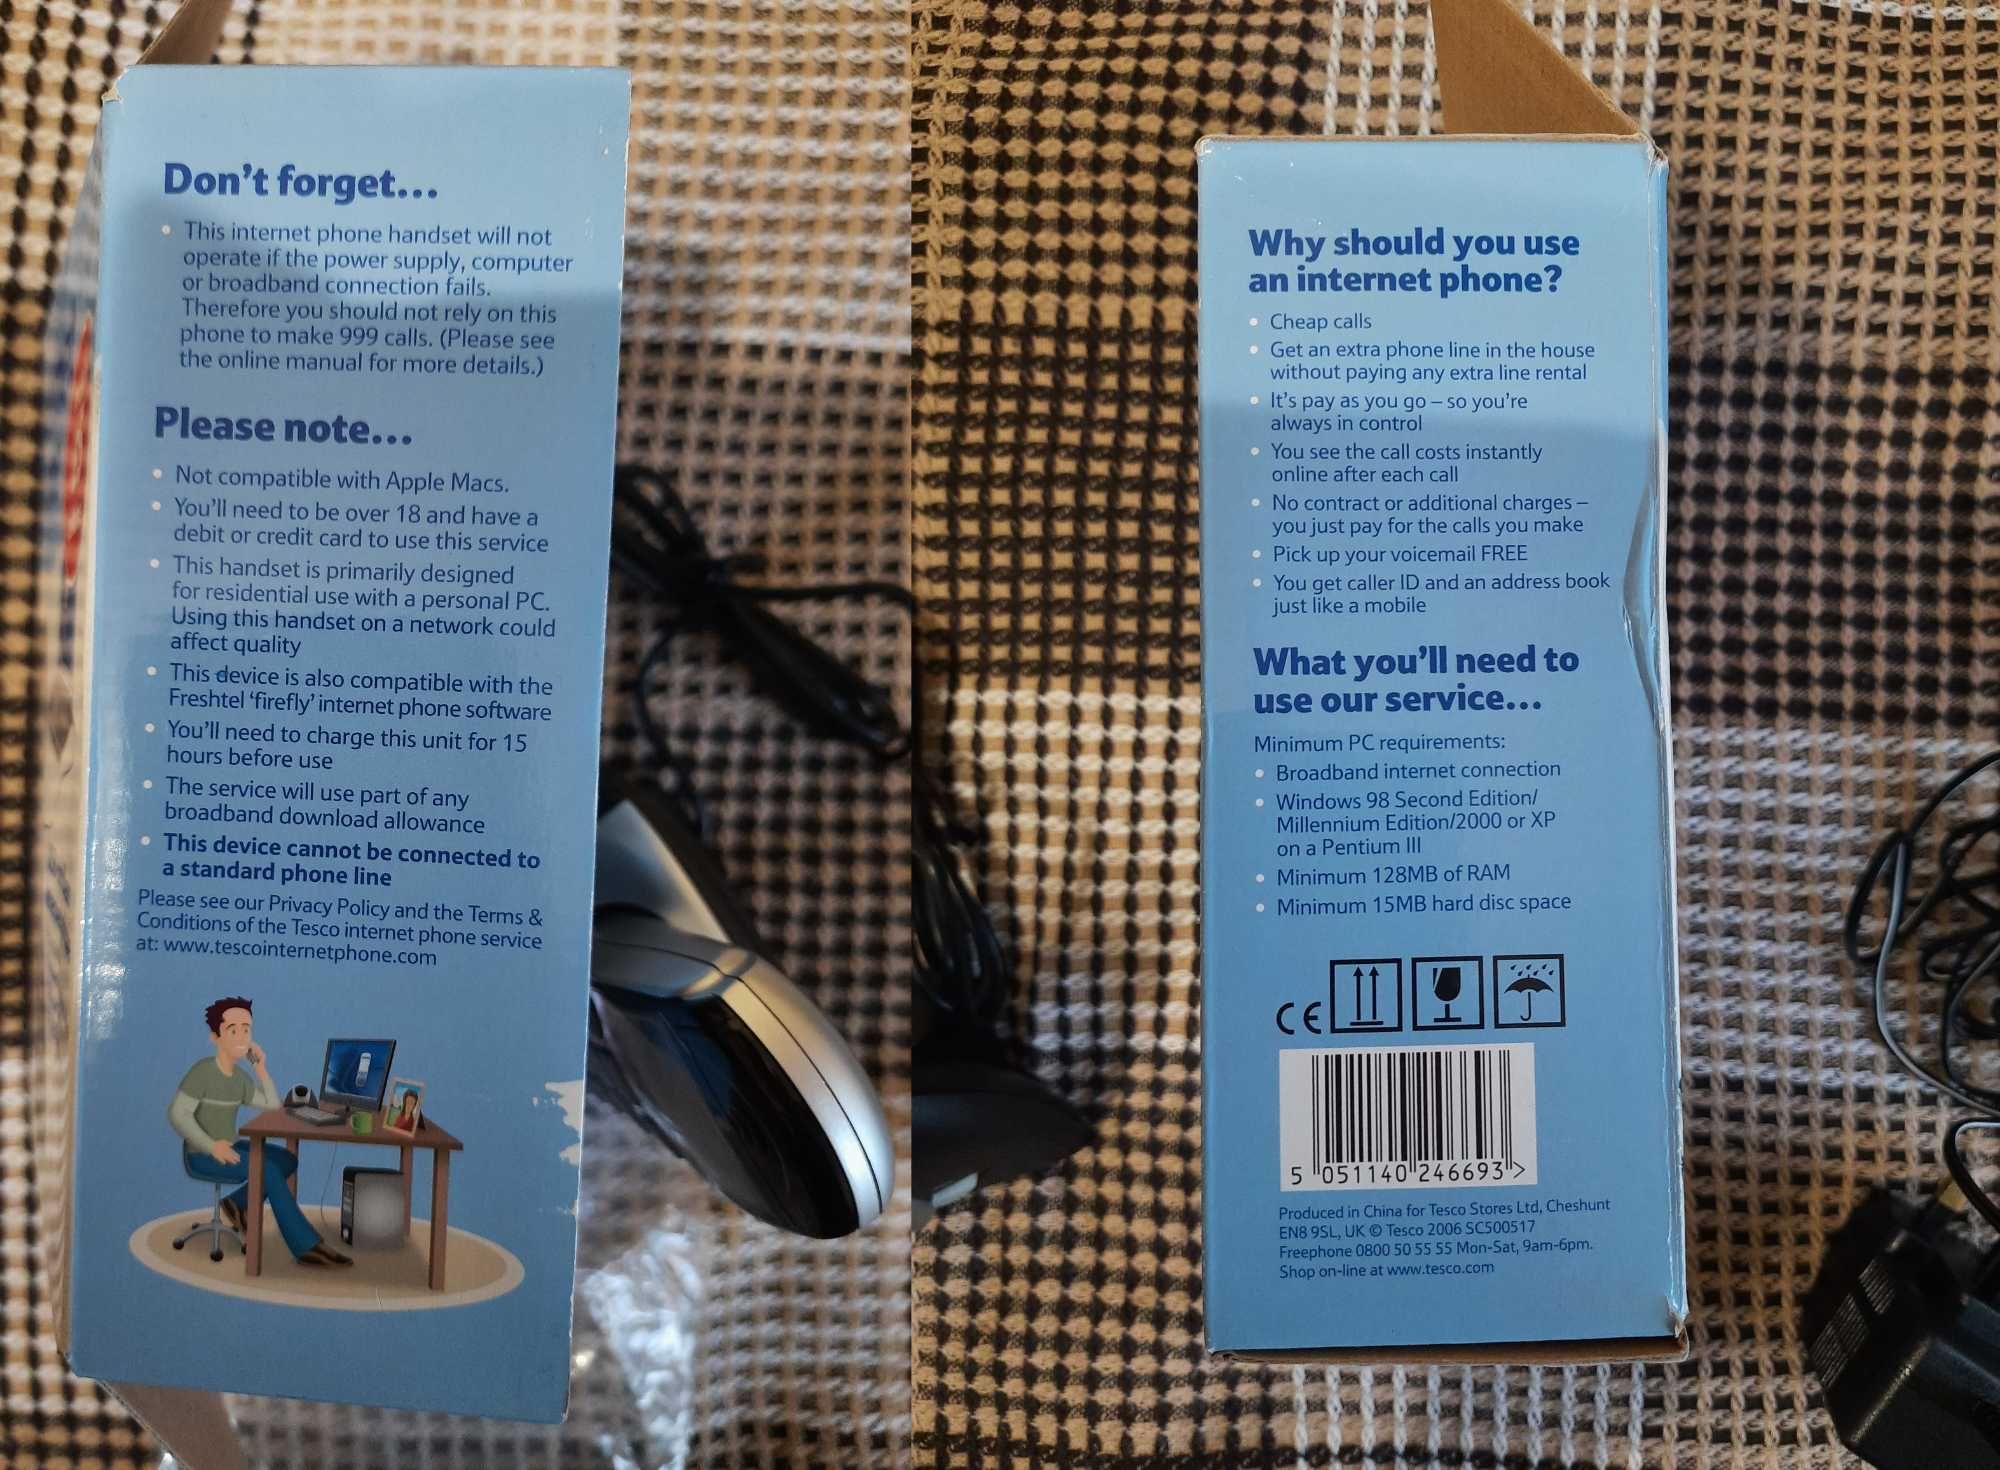 Don't forget...
• This internet phone handset will not
operate if the power supply, computer
or broadband connection fails.
Therefore you should not rely on this
phone to make 999 calls. (Please see
the online manual for more details.)
Please note...
• Not compatible with Apple Macs.
• You'll need to be over 18 and have a
debit or credit card to use this service
• This handset is primarily designed
for residential use with a personal PC.
Using this handset on a network could
affect quality
• This device is also compatible with the
Freshtel 'firefly' internet phone software
• You'll need to charge this unit for 15
hours before use
• The service will use part of any
broadband download allowance
• This device cannot be connected to
a standard phone line
Please see our Privacy Policy and the Terms &
Conditions of the Tesco internet phone service
at: www.tescointernetphone.com
Why should you use
an internet phone?
• Cheap calls
• Get an extra phone line in the house
without paying any extra line rental
• It's pay as you go – so you're
always in control
• You see the call costs instantly
online after each call
• No contract or additional charges –
you just pay for the calls you make
• Pick up your voicemail FREE
• You get caller ID and an address book
just like a mobile
What you'll need to
use our service...
Minimum PC requirements:
• Broadband internet connection
• Windows 98 Second Edition/
Millennium Edition/2000 or XP
on a Pentium III
• Minimum 128MB of RAM
• Minimum 15MB hard disc space
CE
5 051140 246693 >
Produced in China for Tesco Stores Ltd, Cheshunt
EN8 9SL, UK © Tesco 2006 SC500517
Freephone 0800 50 55 55 Mon-Sat, 9am-6pm.
Shop on-line at www.tesco.com